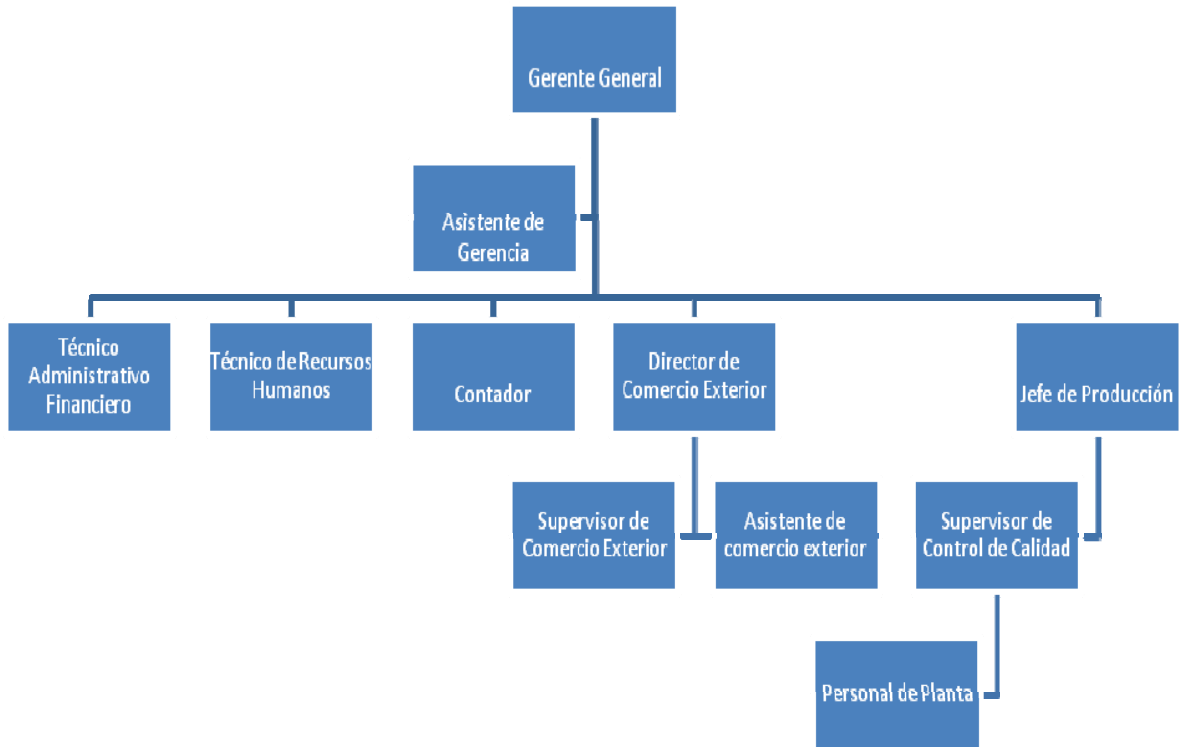 Gerente General
Asistente de
Gerencia
Técnico
Administrativo
Financiero
Técnico de Recursos
Humanos
Contador
Director de
Comercio Exterior
Jefe de Producción
Supervisor de
Comercio Exterior
Asistente de
comercio exterior
Supervisor de
Control de Calidad
Personal de Planta